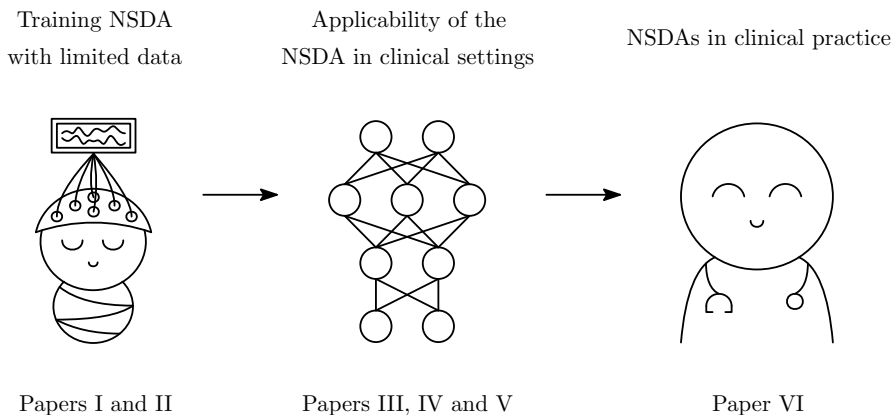 Training NSDA
with limited data
Applicability of the
NSDA in clinical settings
NSDAs in clinical practice
Papers I and II
Papers III, IV and V
Paper VI